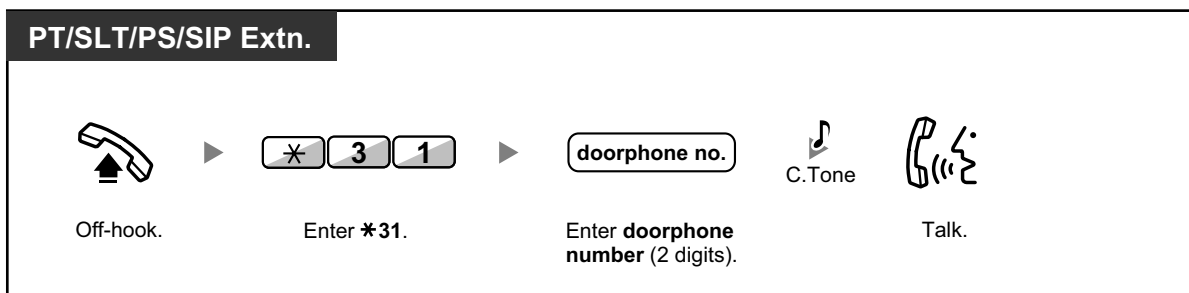 PT/SLT/PS/SIP Extn.
* 3 1
doorphone no.
C.Tone
Off-hook.
Enter *31.
Enter doorphone
number (2 digits).
Talk.